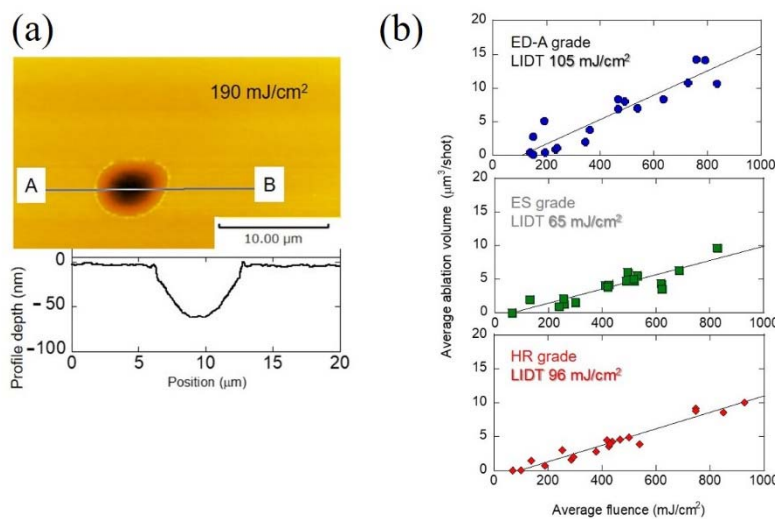 (a)
190 mJ/cm²
A
B
10.00 µm
Profile depth (nm)
0
−50
−100
0
5
10
15
20
Position (µm)
(b)
Average ablation volume (µm³/shot)
20
15
10
5
0
ED-A grade
LIDT 105 mJ/cm²
0 200 400 600 800 1000
20
15
10
5
0
ES grade
LIDT 65 mJ/cm²
0 200 400 600 800 1000
20
15
10
5
0
HR grade
LIDT 96 mJ/cm²
0 200 400 600 800 1000
Average fluence (mJ/cm²)